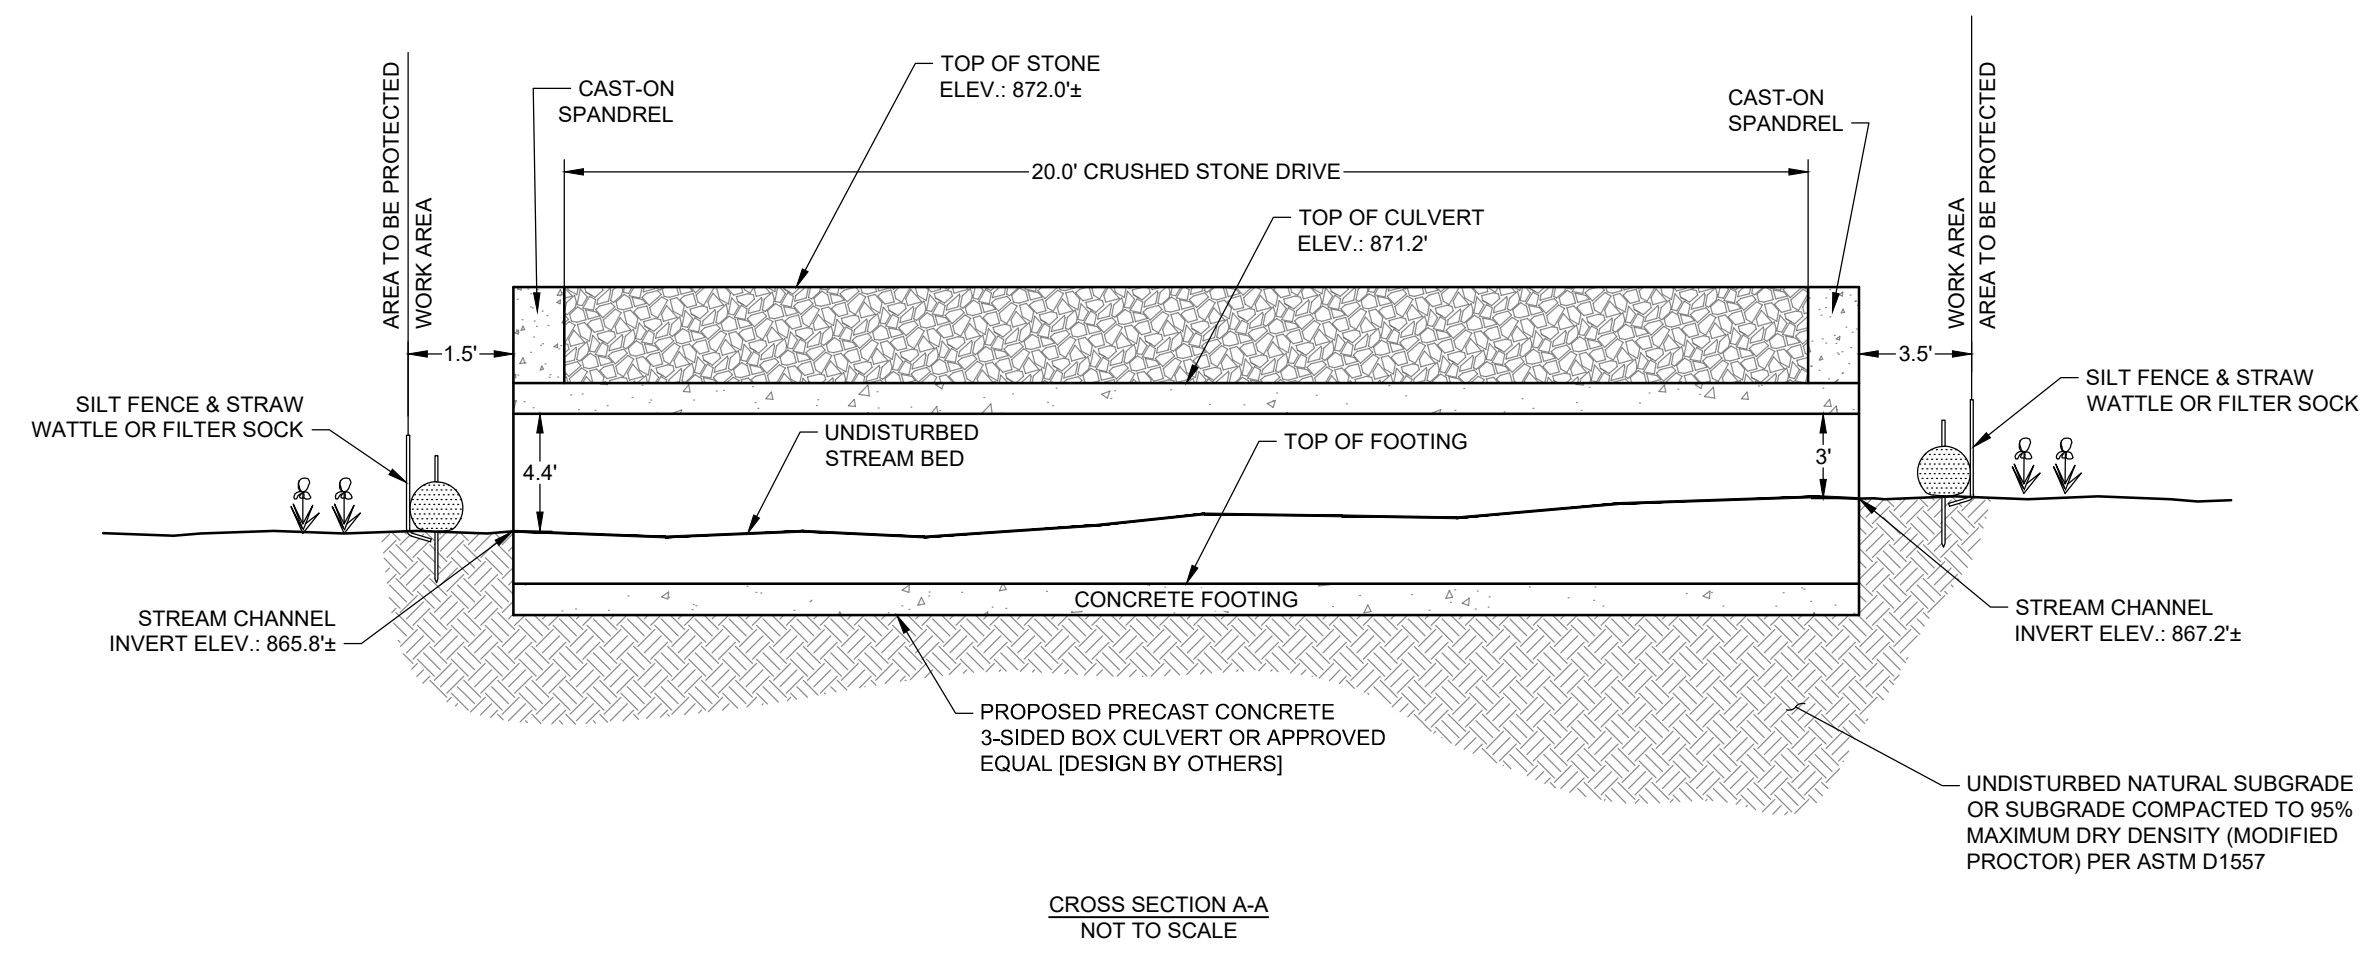 TOP OF STONE
ELEV.: 872.0'±
CAST-ON
SPANDREL
CAST-ON
SPANDREL
AREA TO BE PROTECTED
WORK AREA
WORK AREA
AREA TO BE PROTECTED
20.0' CRUSHED STONE DRIVE
TOP OF CULVERT
ELEV.: 871.2'
1.5'
3.5'
SILT FENCE & STRAW
WATTLE OR FILTER SOCK
SILT FENCE & STRAW
WATTLE OR FILTER SOCK
UNDISTURBED
STREAM BED
TOP OF FOOTING
4.4'
3'
CONCRETE FOOTING
STREAM CHANNEL
INVERT ELEV.: 865.8'±
STREAM CHANNEL
INVERT ELEV.: 867.2'±
PROPOSED PRECAST CONCRETE
3-SIDED BOX CULVERT OR APPROVED
EQUAL [DESIGN BY OTHERS]
UNDISTURBED NATURAL SUBGRADE
OR SUBGRADE COMPACTED TO 95%
MAXIMUM DRY DENSITY (MODIFIED
PROCTOR) PER ASTM D1557
CROSS SECTION A-A
NOT TO SCALE